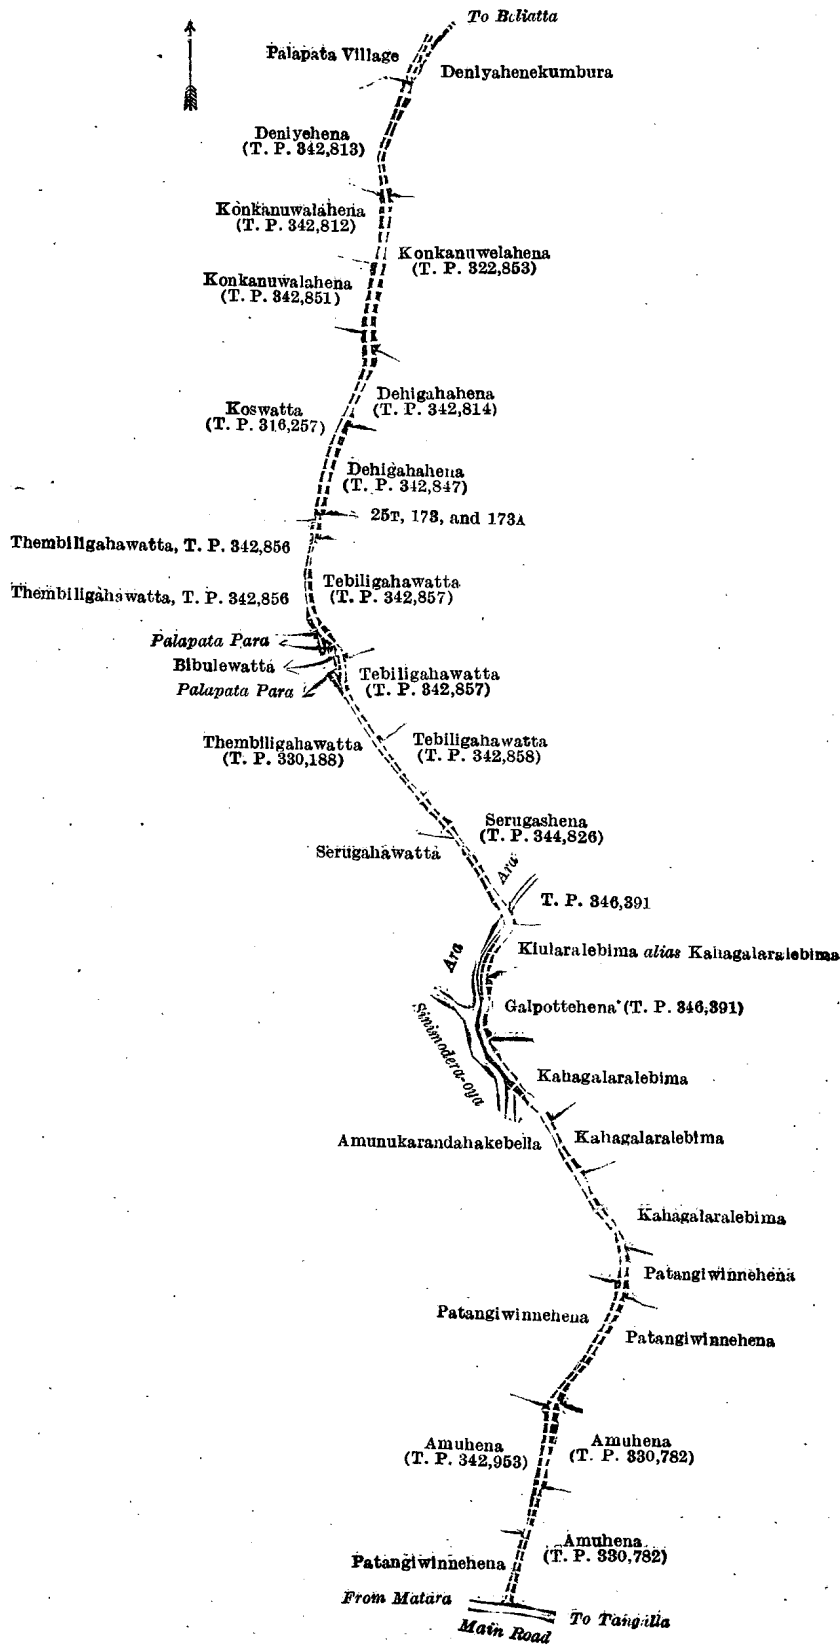 To Beliatta
Palapata Village
Deniyahenekumbura
Deniyehena
(T. P. 342,813)
Konkanuwalahena
(T. P. 342,812)
Konkanuwelahena
(T. P. 322,853)
Konkanuwalahena
(T. P. 342,851)
Dehigahahena
(T. P. 342,814)
Koswatta
(T. P. 316,257)
Dehigahahena
(T. P. 342,847)
25T, 173, and 173A
Thembiligahawatta, T. P. 342,856
Tebiligahawatta
(T. P. 342,857)
Thembiligahawatta, T. P. 342,856
Palapata Para
Bibulewatta
Palapata Para
Tebiligahawatta
(T. P. 342,857)
Thembiligahawatta
(T. P. 330,188)
Tebiligahawatta
(T. P. 342,858)
Serugashena
(T. P. 344,826)
Serugahawatta
Ara
T. P. 346,391
Ara
Kiularalebima alias Kahagalaralebima
Galpottehena (T. P. 346,391)
Sinimodera-oya
Kahagalaralebima
Amunukarandahakebella
Kahagalaralebima
Kahagalaralebima
Patangiwinnehena
Patangiwinnehena
Patangiwinnehena
Amuhena
(T. P. 342,953)
Amuhena
(T. P. 330,782)
Amuhena
(T. P. 330,782)
Patangiwinnehena
From Matara
Main Road
To Tangalla